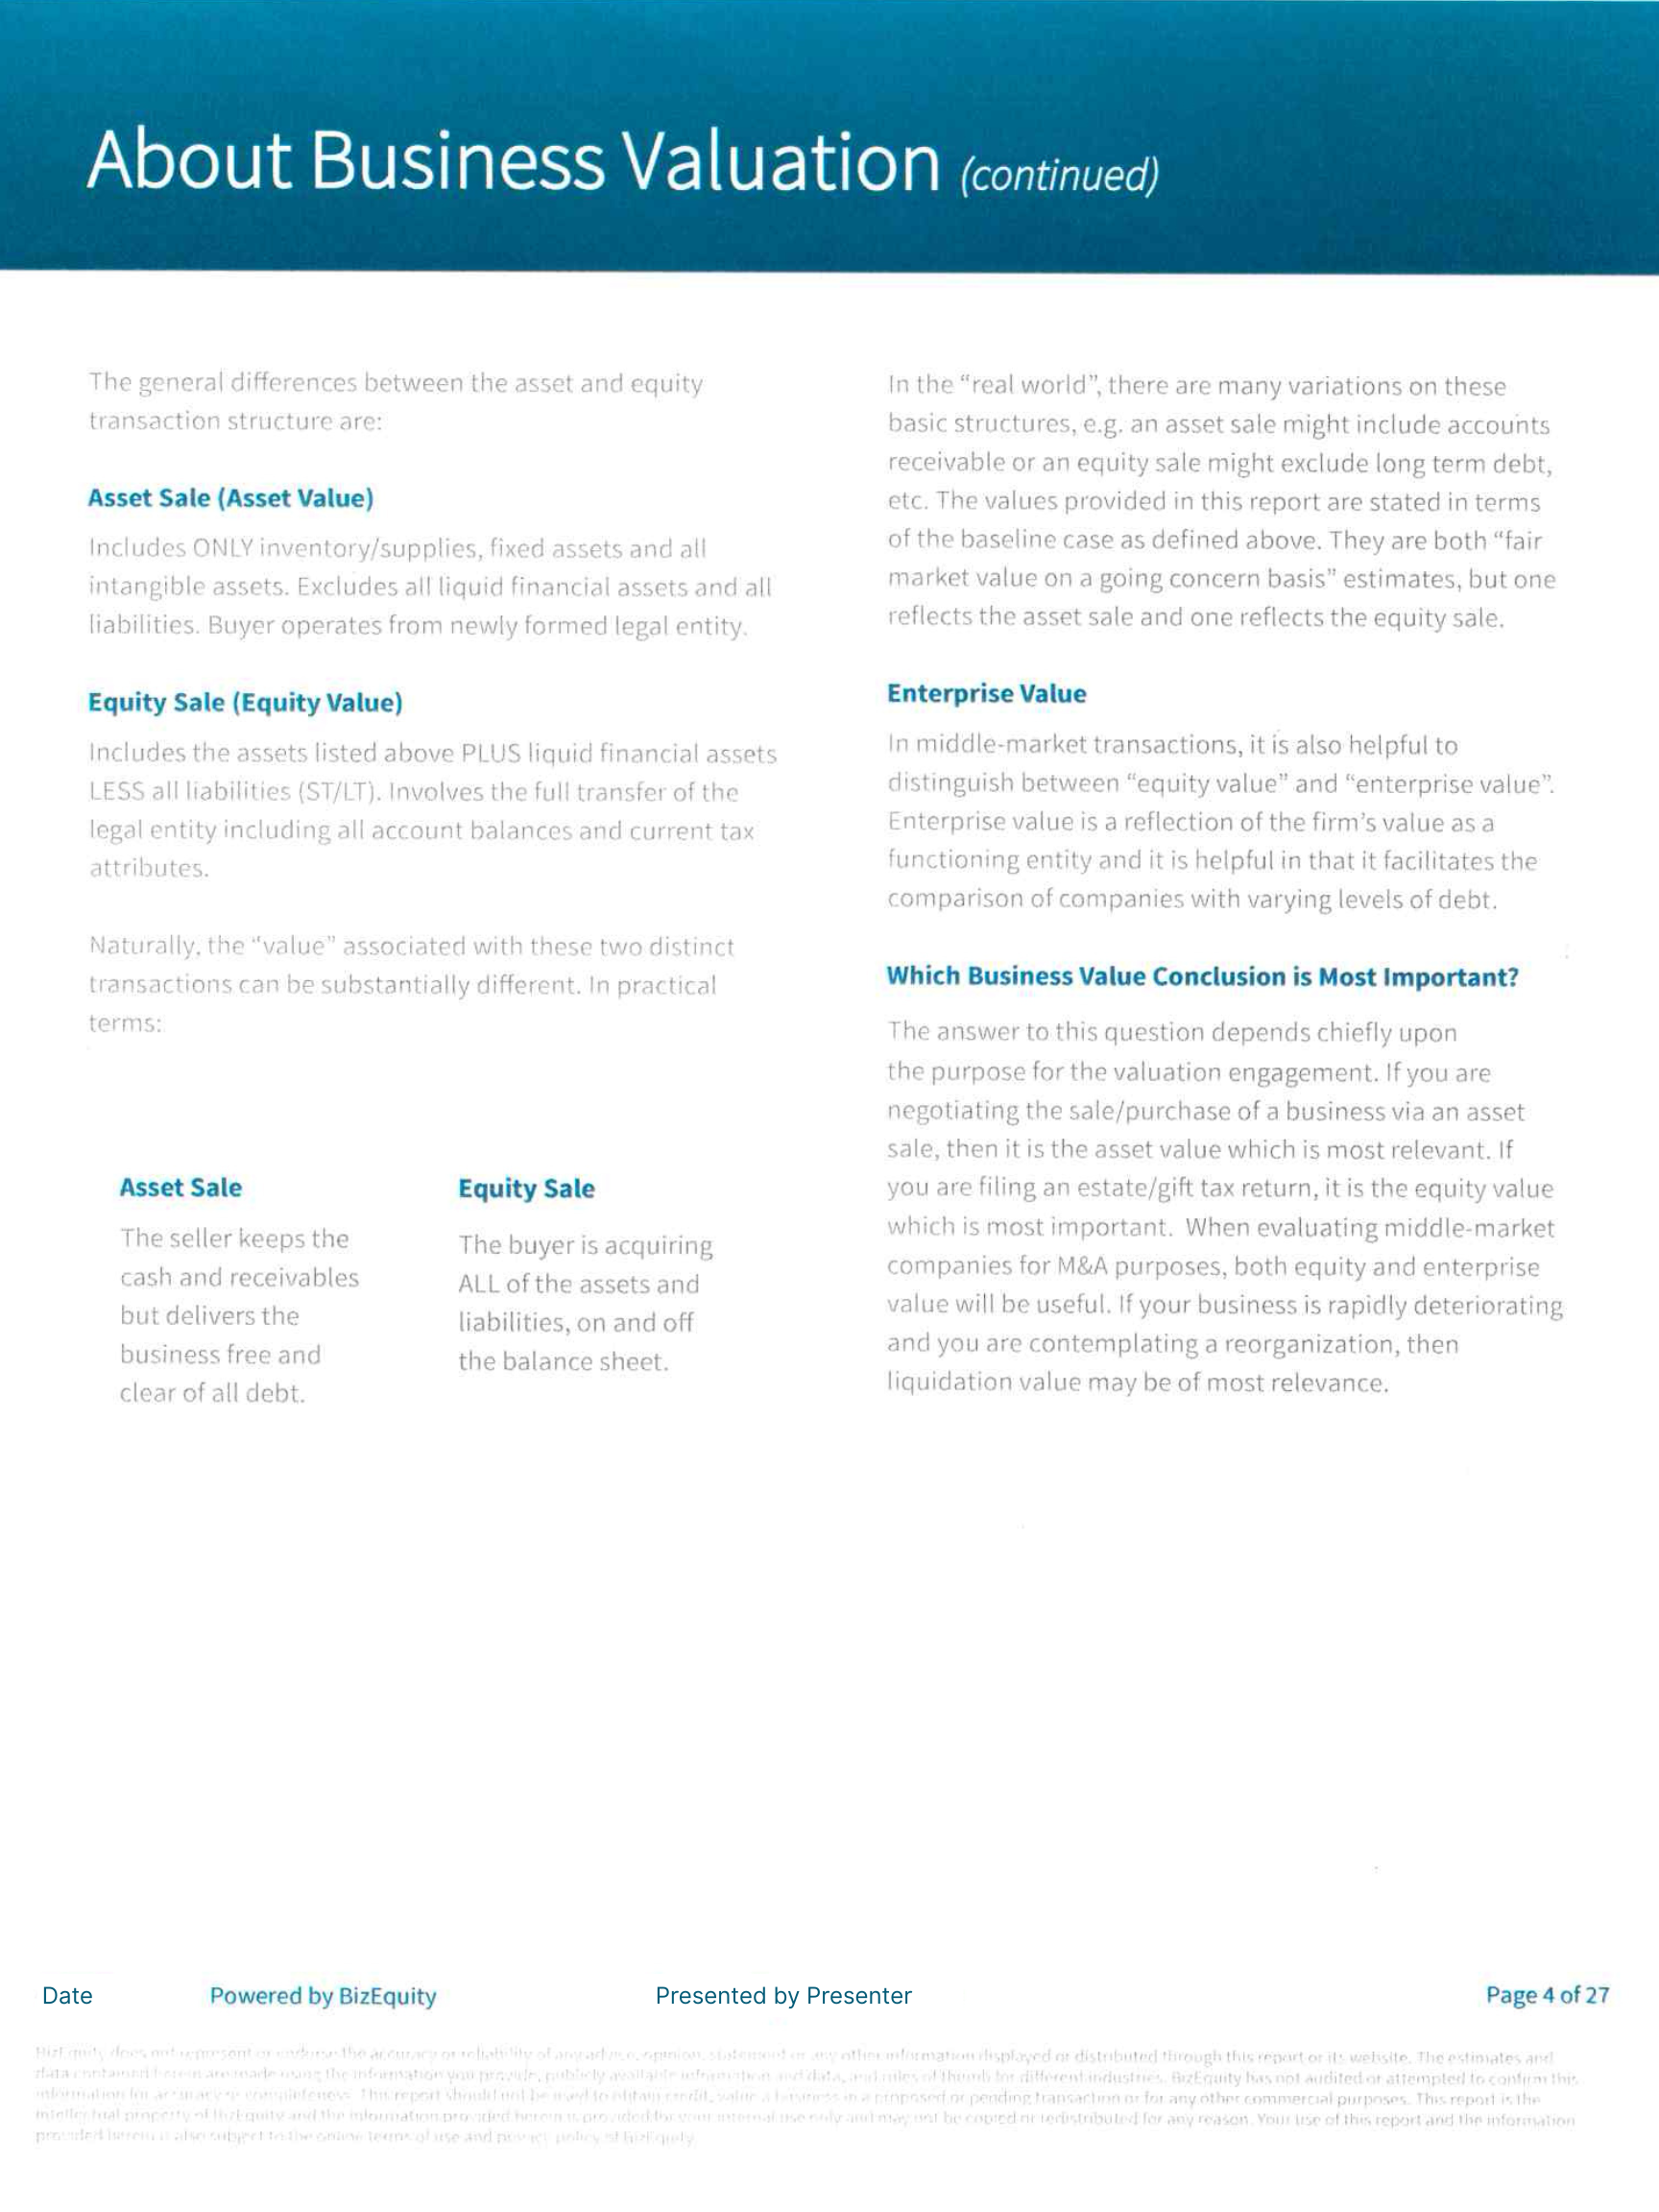 About Business Valuation (continued)
The general differences between the asset and equity
transaction structure are:
Asset Sale (Asset Value)
Includes ONLY inventory/supplies, fixed assets and all
intangible assets. Excludes all liquid financial assets and all
liabilities. Buyer operates from newly formed legal entity.
Equity Sale (Equity Value)
Includes the assets listed above PLUS liquid financial assets
LESS all liabilities (ST/LT). Involves the full transfer of the
legal entity including all account balances and current tax
attributes.
Naturally, the “value” associated with these two distinct
transactions can be substantially different. In practical
terms:
Asset Sale
The seller keeps the
cash and receivables
but delivers the
business free and
clear of all debt.
Equity Sale
The buyer is acquiring
ALL of the assets and
liabilities, on and off
the balance sheet.
In the “real world”, there are many variations on these
basic structures, e.g. an asset sale might include accounts
receivable or an equity sale might exclude long term debt,
etc. The values provided in this report are stated in terms
of the baseline case as defined above. They are both “fair
market value on a going concern basis” estimates, but one
reflects the asset sale and one reflects the equity sale.
Enterprise Value
In middle-market transactions, it is also helpful to
distinguish between “equity value” and “enterprise value”.
Enterprise value is a reflection of the firm’s value as a
functioning entity and it is helpful in that it facilitates the
comparison of companies with varying levels of debt.
Which Business Value Conclusion is Most Important?
The answer to this question depends chiefly upon
the purpose for the valuation engagement. If you are
negotiating the sale/purchase of a business via an asset
sale, then it is the asset value which is most relevant. If
you are filing an estate/gift tax return, it is the equity value
which is most important. When evaluating middle-market
companies for M&A purposes, both equity and enterprise
value will be useful. If your business is rapidly deteriorating
and you are contemplating a reorganization, then
liquidation value may be of most relevance.
Date Powered by BizEquity Presented by Presenter Page 4 of 27
BizEquity does not represent or endorse the accuracy or reliability of any advice, opinion, statement or any other information displayed or distributed through this report or its website. The estimates and
data contained herein are made using the information you provide, publicly available information and data, and rules of thumb for different industries. BizEquity has not audited or attempted to confirm this
information for accuracy or completeness. This report should not be used to obtain credit, value a business in a proposed or pending transaction or for any other commercial purposes. This report is the
intellectual property of BizEquity and the information provided herein is provided for your internal use only and may not be copied or redistributed for any reason. Your use of this report and the information
provided herein is also subject to the online terms of use and privacy policy of BizEquity.